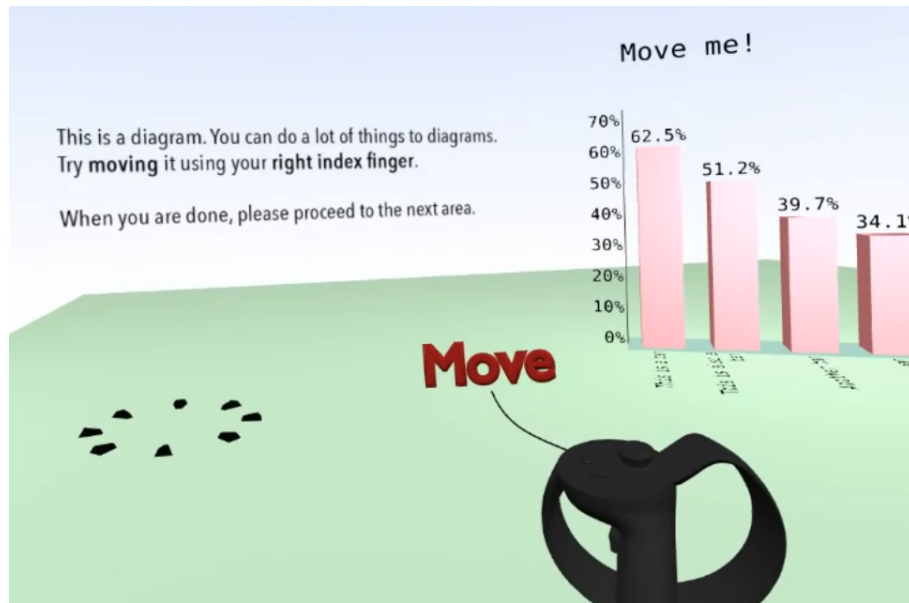 Move me!
This is a diagram. You can do a lot of things to diagrams.
Try moving it using your right index finger.
When you are done, please proceed to the next area.
70%
60%
50%
40%
30%
20%
10%
0%
62.5%
51.2%
39.7%
34.1
Move